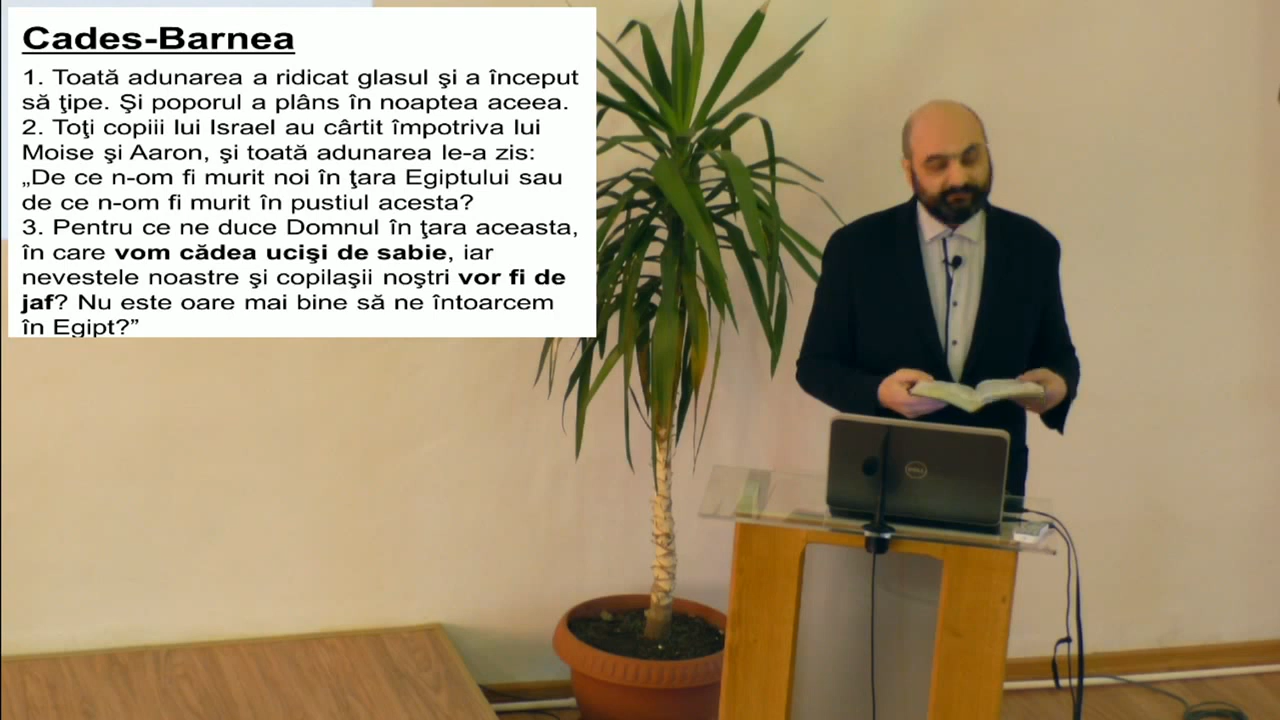 Cades-Barnea
1. Toată adunarea a ridicat glasul şi a început
să ţipe. Şi poporul a plâns în noaptea aceea.
2. Toţi copiii lui Israel au cârtit împotriva lui
Moise şi Aaron, şi toată adunarea le-a zis:
„De ce n-om fi murit noi în ţara Egiptului sau
de ce n-om fi murit în pustiul acesta?
3. Pentru ce ne duce Domnul în ţara aceasta,
în care vom cădea ucişi de sabie, iar
nevestele noastre şi copilaşii noştri vor fi de
jaf? Nu este oare mai bine să ne întoarcem
în Egipt?”
DELL